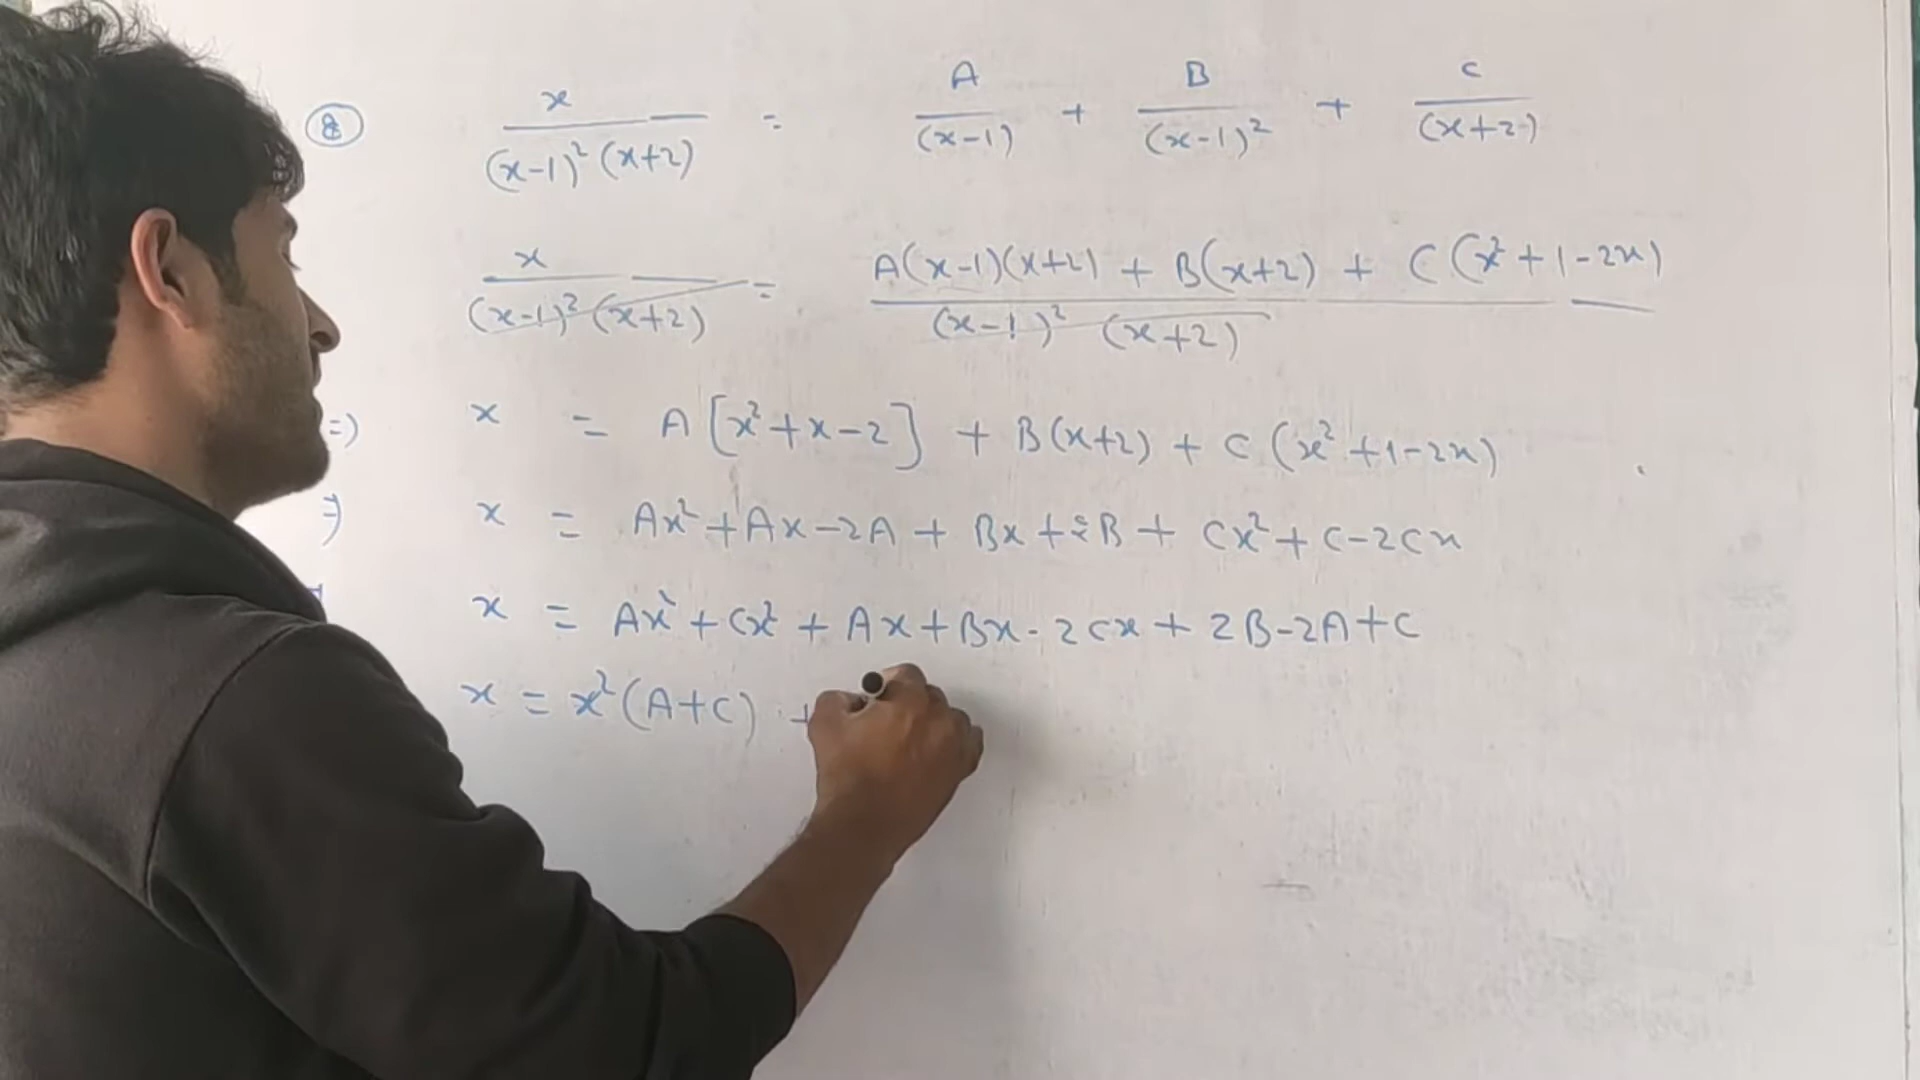 ⑧ x/((x-1)²(x+2)) = A/(x-1) + B/(x-1)² + C/(x+2)
x/((x-1)²(x+2)) = (A(x-1)(x+2) + B(x+2) + C(x²+1-2x))/((x-1)²(x+2))
=) x = A[x²+x-2] + B(x+2) + C(x²+1-2x)
=) x = Ax²+Ax-2A + Bx+2B + Cx²+C-2Cx
x = Ax²+Cx² + Ax+Bx-2Cx + 2B-2A+C
x = x²(A+C) +